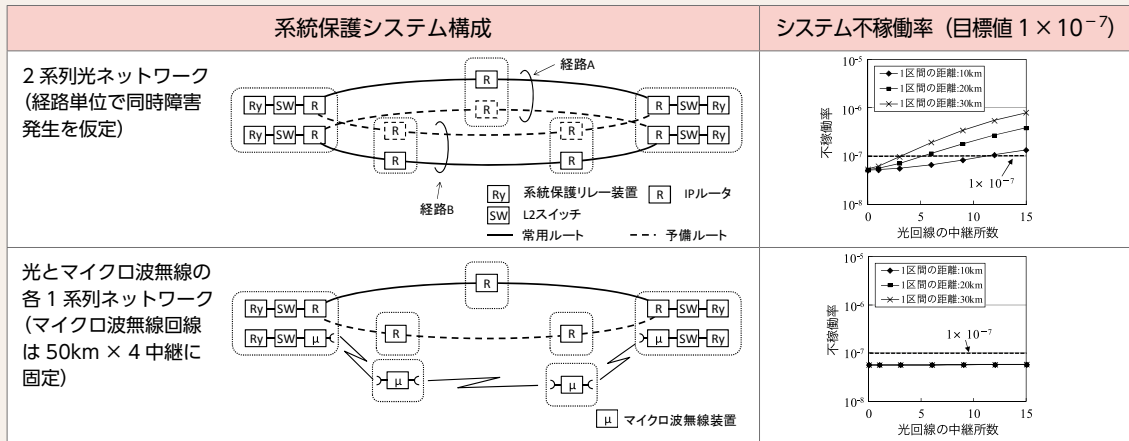 系統保護システム構成
システム不稼働率（目標値 1 × 10⁻⁷）
2 系列光ネットワーク
（経路単位で同時障害
発生を仮定）
経路A
R
R
Ry SW R
R SW Ry
Ry SW R
R SW Ry
R
R
R
R
経路B
Ry 系統保護リレー装置
R IPルータ
SW L2スイッチ
常用ルート
予備ルート
不稼働率
10⁻⁵
10⁻⁶
10⁻⁷
10⁻⁸
1区間の距離:10km
1区間の距離:20km
1区間の距離:30km
1× 10⁻⁷
0 5 10 15
光回線の中継所数
光とマイクロ波無線の
各 1 系列ネットワーク
（マイクロ波無線回線
は 50km × 4 中継に
固定）
R
Ry SW R
R SW Ry
R
R
Ry SW μ
μ SW Ry
μ
μ
μ マイクロ波無線装置
不稼働率
10⁻⁵
10⁻⁶
10⁻⁷
10⁻⁸
1区間の距離:10km
1区間の距離:20km
1区間の距離:30km
1× 10⁻⁷
0 5 10 15
光回線の中継所数